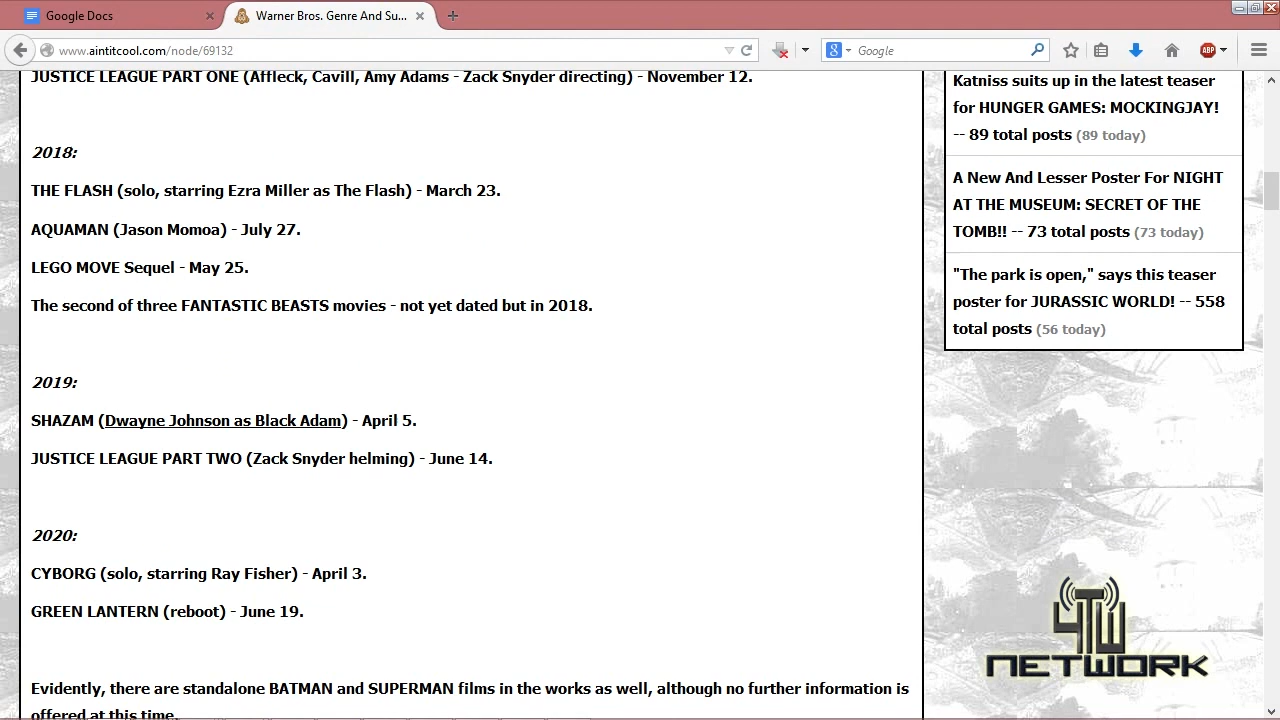 Google Docs
Warner Bros. Genre And Su...
www.aintitcool.com/node/69132
Google
ABP
JUSTICE LEAGUE PART ONE (Affleck, Cavill, Amy Adams - Zack Snyder directing) - November 12.
2018:
THE FLASH (solo, starring Ezra Miller as The Flash) - March 23.
AQUAMAN (Jason Momoa) - July 27.
LEGO MOVE Sequel - May 25.
The second of three FANTASTIC BEASTS movies - not yet dated but in 2018.
2019:
SHAZAM (Dwayne Johnson as Black Adam) - April 5.
JUSTICE LEAGUE PART TWO (Zack Snyder helming) - June 14.
2020:
CYBORG (solo, starring Ray Fisher) - April 3.
GREEN LANTERN (reboot) - June 19.
Evidently, there are standalone BATMAN and SUPERMAN films in the works as well, although no further information is
offered at this time.
Katniss suits up in the latest teaser
for HUNGER GAMES: MOCKINGJAY!
-- 89 total posts (89 today)
A New And Lesser Poster For NIGHT
AT THE MUSEUM: SECRET OF THE
TOMB!! -- 73 total posts (73 today)
"The park is open," says this teaser
poster for JURASSIC WORLD! -- 558
total posts (56 today)
4TW
NETWORK